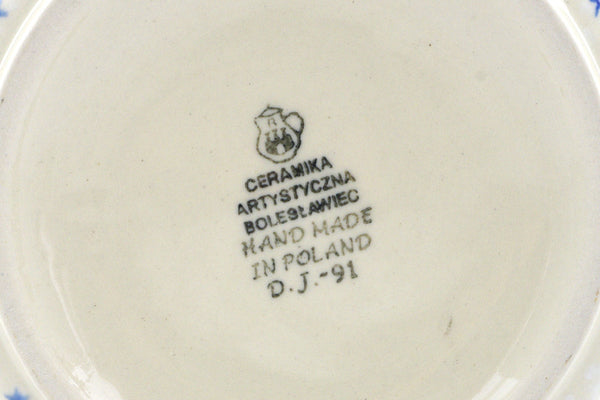 CERAMIKA
ARTYSTYCZNA
BOLESŁAWIEC
HAND MADE
IN POLAND
D.J.-91